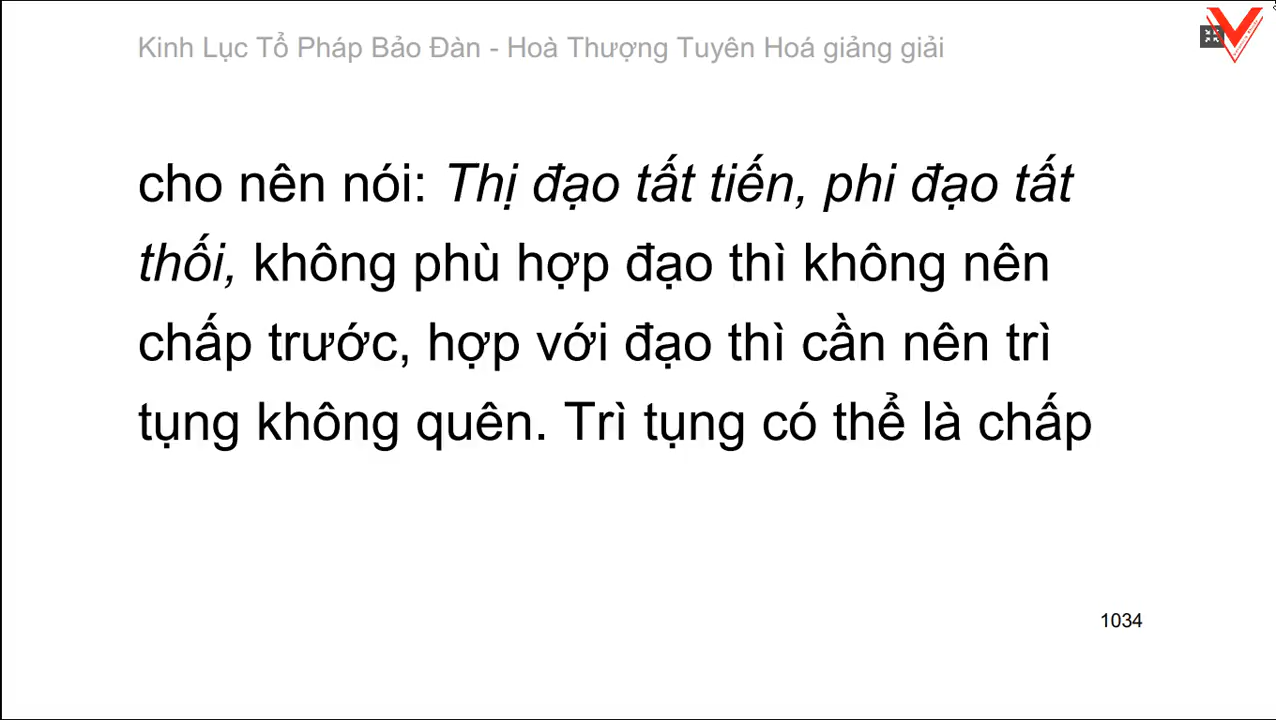 Kinh Lục Tổ Pháp Bảo Đàn - Hoà Thượng Tuyên Hoá giảng giải
cho nên nói: Thị đạo tất tiến, phi đạo tất
thối, không phù hợp đạo thì không nên
chấp trước, hợp với đạo thì cần nên trì
tụng không quên. Trì tụng có thể là chấp
1034